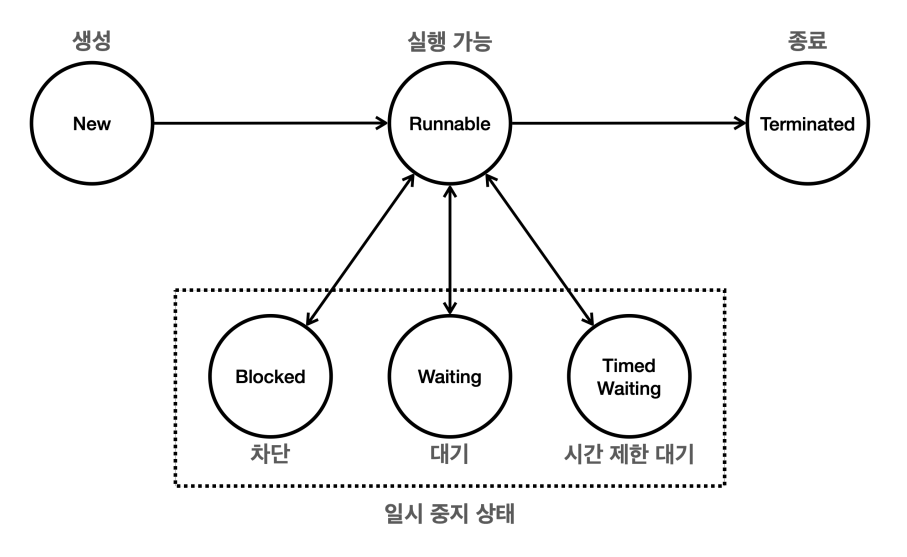 생성
실행 가능
종료
New
Runnable
Terminated
Blocked
Waiting
Timed
Waiting
차단
대기
시간 제한 대기
일시 중지 상태